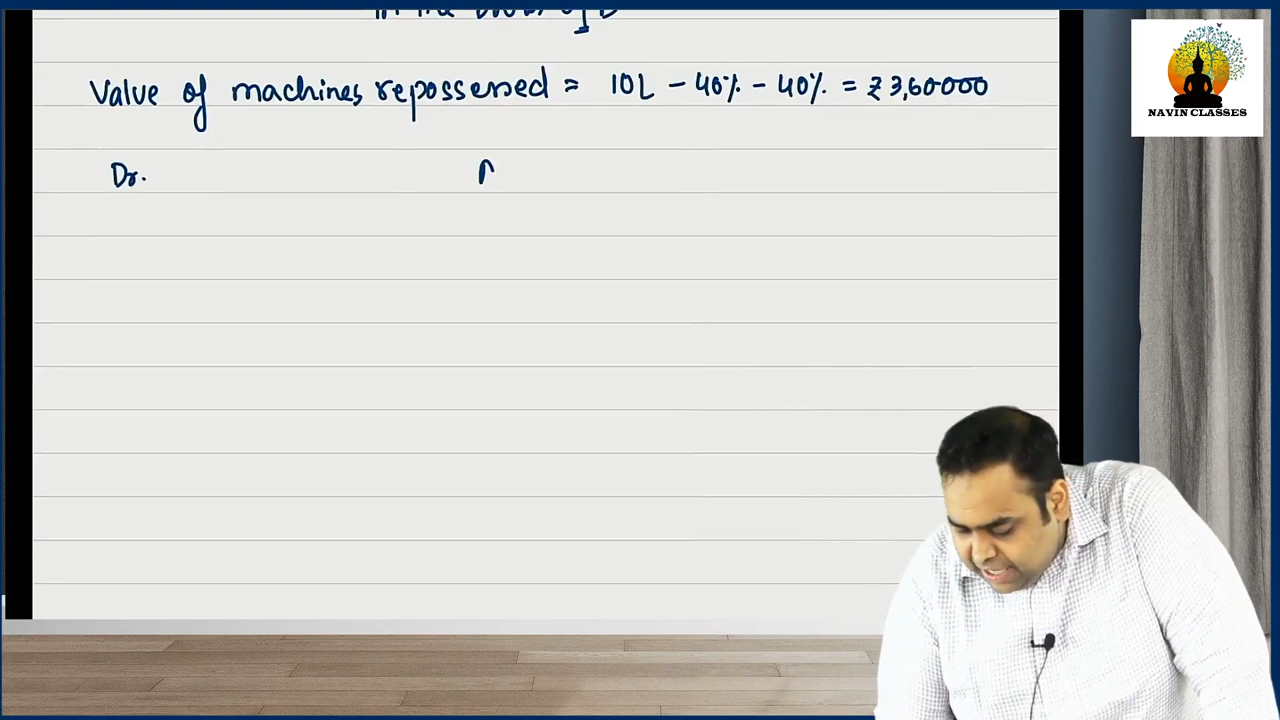 Value of machines repossessed = 10L - 40% - 40% = ₹3,60000
Dr.
NAVIN CLASSES